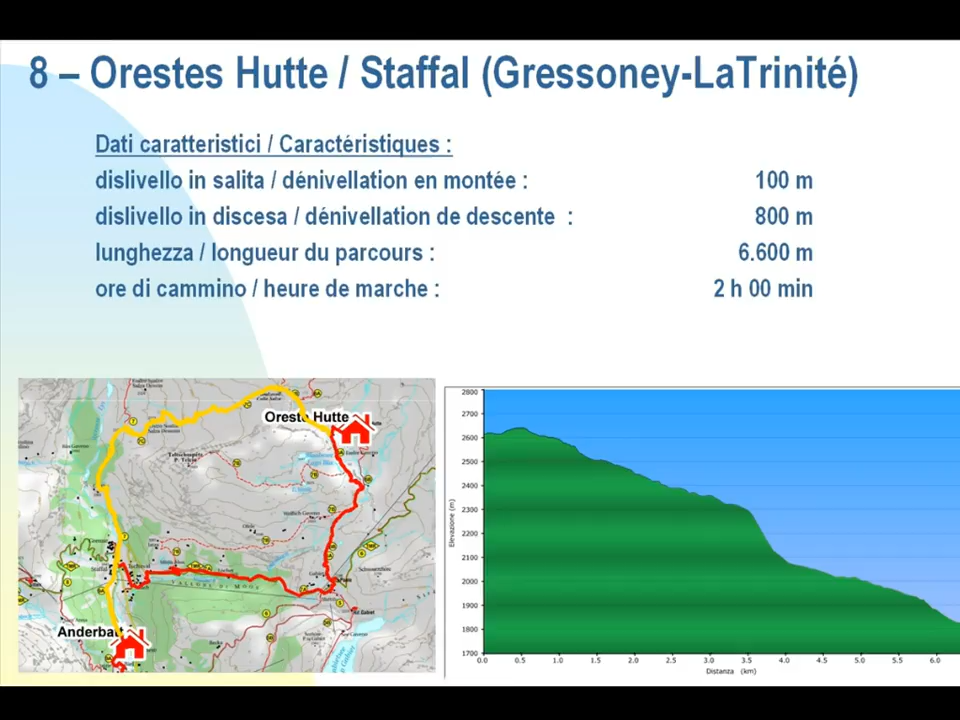 8 – Orestes Hutte / Staffal (Gressoney-LaTrinité)
Dati caratteristici / Caractéristiques :
dislivello in salita / dénivellation en montée : 100 m
dislivello in discesa / dénivellation de descente : 800 m
lunghezza / longueur du parcours : 6.600 m
ore di cammino / heure de marche : 2 h 00 min
Oreste Hutte
Staffal
Anderbat
2800
2700
2600
2500
2400
2300
2200
2100
2000
1900
1800
1700
Elevazione (m)
0.0 0.5 1.0 1.5 2.0 2.5 3.0 3.5 4.0 4.5 5.0 5.5 6.0
Distanza (km)